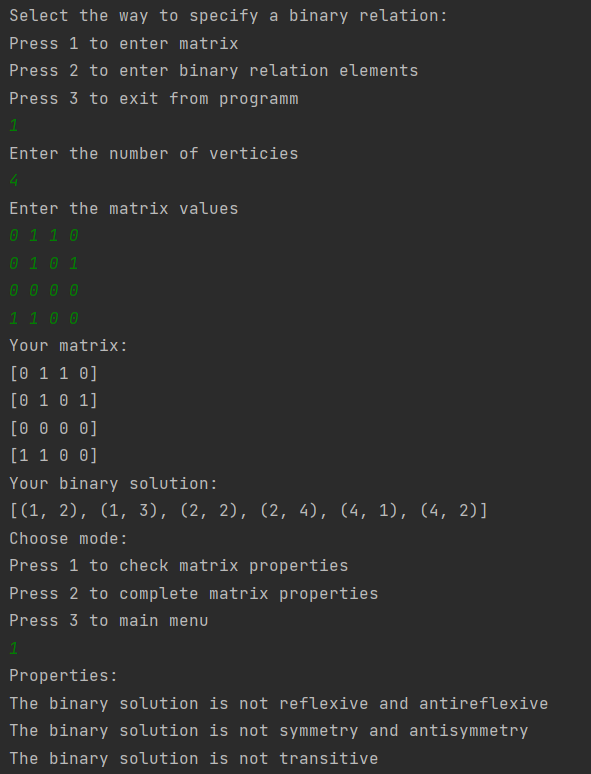 Select the way to specify a binary relation:
Press 1 to enter matrix
Press 2 to enter binary relation elements
Press 3 to exit from programm
1
Enter the number of verticies
4
Enter the matrix values
0 1 1 0
0 1 0 1
0 0 0 0
1 1 0 0
Your matrix:
[0 1 1 0]
[0 1 0 1]
[0 0 0 0]
[1 1 0 0]
Your binary solution:
[(1, 2), (1, 3), (2, 2), (2, 4), (4, 1), (4, 2)]
Choose mode:
Press 1 to check matrix properties
Press 2 to complete matrix properties
Press 3 to main menu
1
Properties:
The binary solution is not reflexive and antireflexive
The binary solution is not symmetry and antisymmetry
The binary solution is not transitive